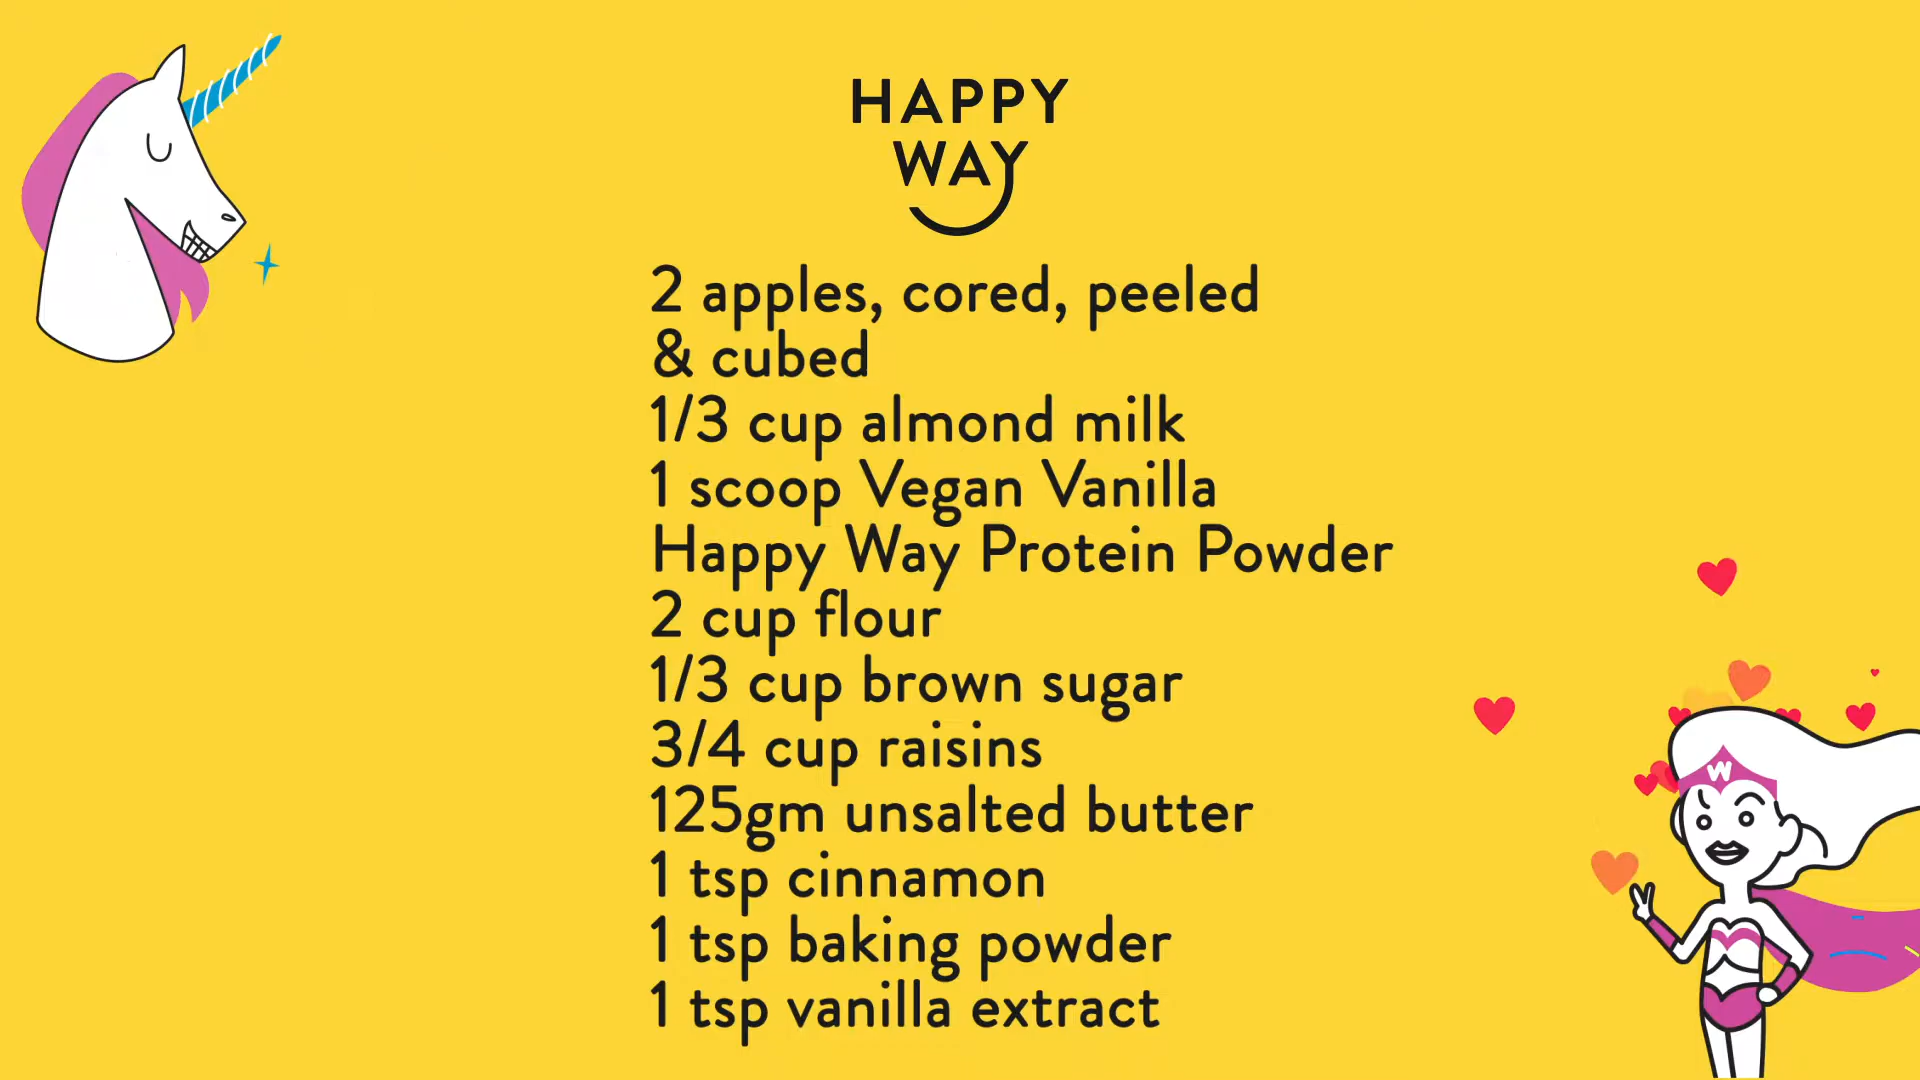 HAPPY
WAY
2 apples, cored, peeled
& cubed
1/3 cup almond milk
1 scoop Vegan Vanilla
Happy Way Protein Powder
2 cup flour
1/3 cup brown sugar
3/4 cup raisins
125gm unsalted butter
1 tsp cinnamon
1 tsp baking powder
1 tsp vanilla extract
W